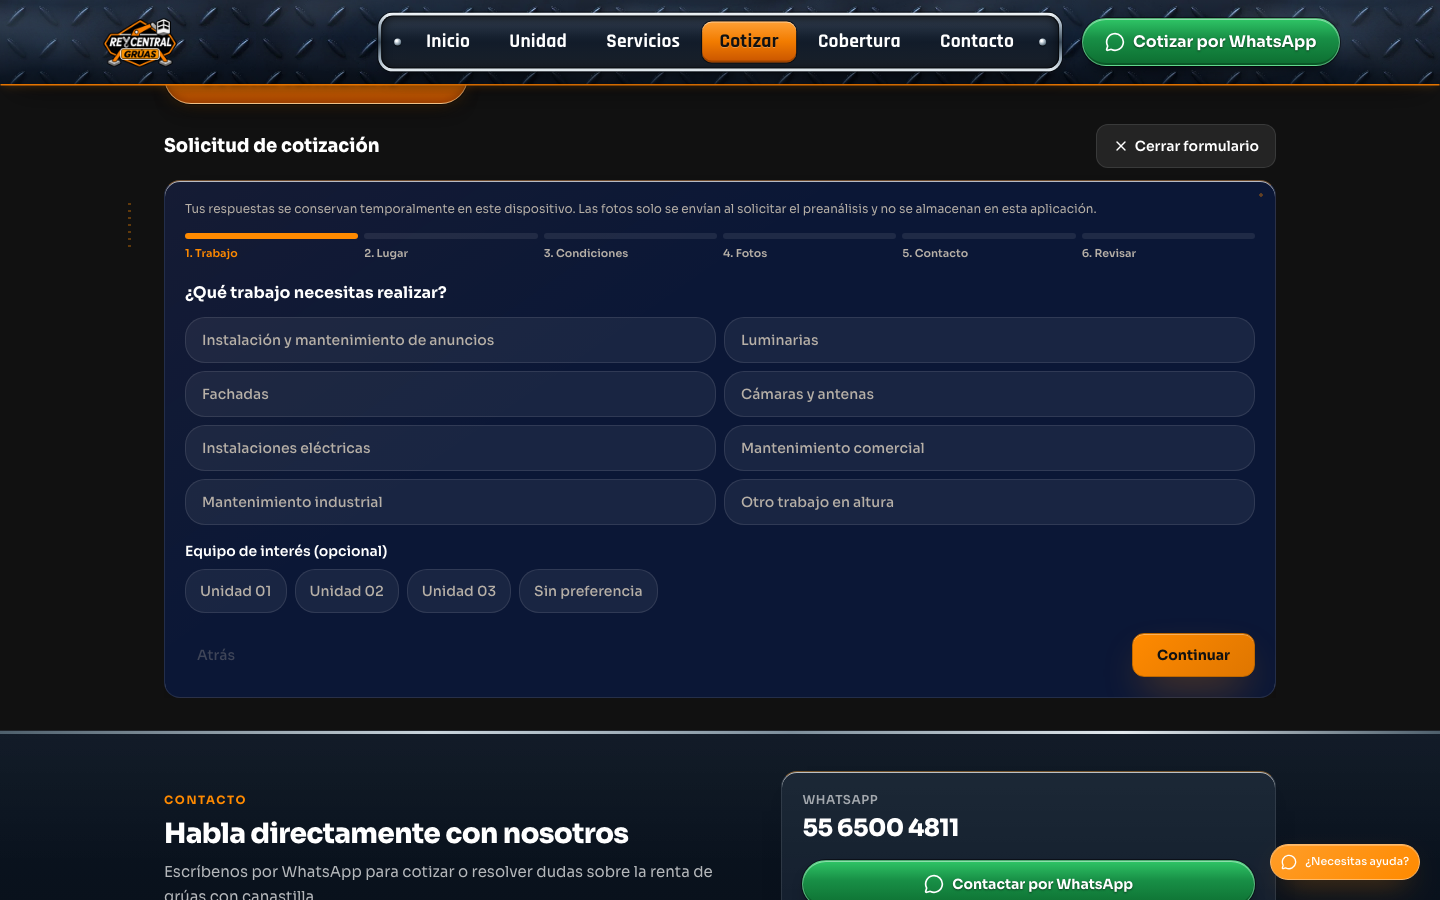 REY CENTRAL
GRÚAS
Inicio
Unidad
Servicios
Cotizar
Cobertura
Contacto
Cotizar por WhatsApp
Solicitud de cotización
Cerrar formulario
Tus respuestas se conservan temporalmente en este dispositivo. Las fotos solo se envían al solicitar el preanálisis y no se almacenan en esta aplicación.
1. Trabajo
2. Lugar
3. Condiciones
4. Fotos
5. Contacto
6. Revisar
¿Qué trabajo necesitas realizar?
Instalación y mantenimiento de anuncios
Luminarias
Fachadas
Cámaras y antenas
Instalaciones eléctricas
Mantenimiento comercial
Mantenimiento industrial
Otro trabajo en altura
Equipo de interés (opcional)
Unidad 01
Unidad 02
Unidad 03
Sin preferencia
Atrás
Continuar
CONTACTO
Habla directamente con nosotros
Escríbenos por WhatsApp para cotizar o resolver dudas sobre la renta de
grúas con canastilla.
WHATSAPP
55 6500 4811
Contactar por WhatsApp
¿Necesitas ayuda?